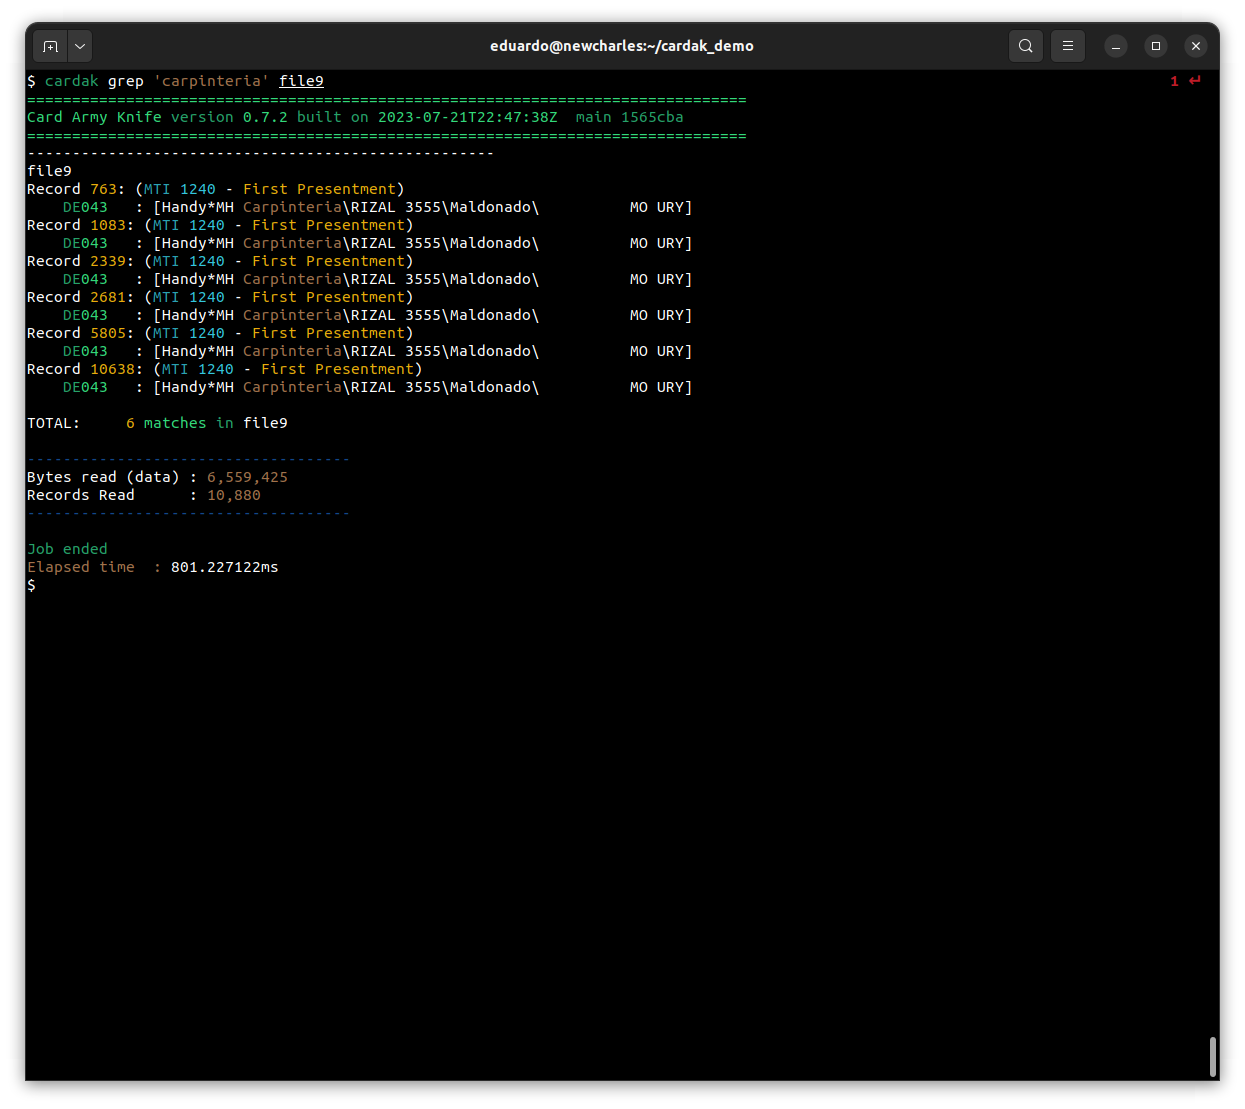 eduardo@newcharles:~/cardak_demo
$ cardak grep 'carpinteria' file9 1 ↵
================================================================================
Card Army Knife version 0.7.2 built on 2023-07-21T22:47:38Z  main 1565cba
================================================================================
----------------------------------------------------
file9
Record 763: (MTI 1240 - First Presentment)
    DE043   : [Handy*MH Carpinteria\RIZAL 3555\Maldonado\          MO URY]
Record 1083: (MTI 1240 - First Presentment)
    DE043   : [Handy*MH Carpinteria\RIZAL 3555\Maldonado\          MO URY]
Record 2339: (MTI 1240 - First Presentment)
    DE043   : [Handy*MH Carpinteria\RIZAL 3555\Maldonado\          MO URY]
Record 2681: (MTI 1240 - First Presentment)
    DE043   : [Handy*MH Carpinteria\RIZAL 3555\Maldonado\          MO URY]
Record 5805: (MTI 1240 - First Presentment)
    DE043   : [Handy*MH Carpinteria\RIZAL 3555\Maldonado\          MO URY]
Record 10638: (MTI 1240 - First Presentment)
    DE043   : [Handy*MH Carpinteria\RIZAL 3555\Maldonado\          MO URY]
TOTAL:     6 matches in file9
------------------------------------
Bytes read (data) : 6,559,425
Records Read      : 10,880
------------------------------------
Job ended
Elapsed time  : 801.227122ms
$